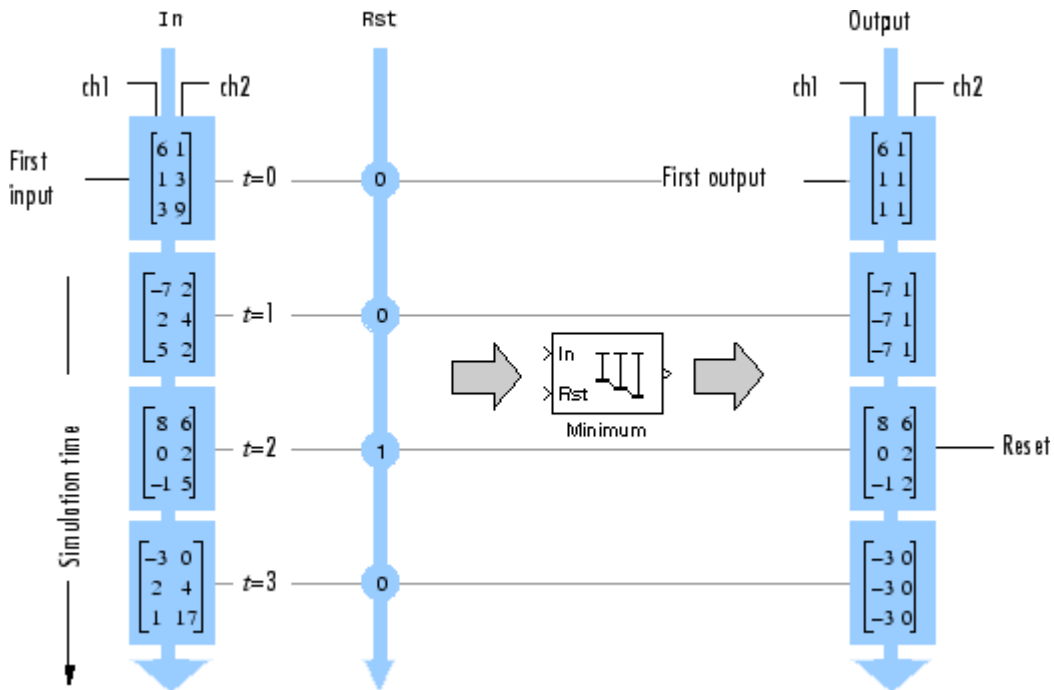 In Rst Output
ch1 ch2 ch1 ch2
First input
6 1
1 3
3 9
t=0
0
First output
6 1
1 1
1 1
−7 2
2 4
5 2
t=1
0
−7 1
−7 1
−7 1
In
Rst
Minimum
Simulation time
8 6
0 2
−1 5
t=2
1
8 6
0 2
−1 2
Reset
−3 0
2 4
1 17
t=3
0
−3 0
−3 0
−3 0